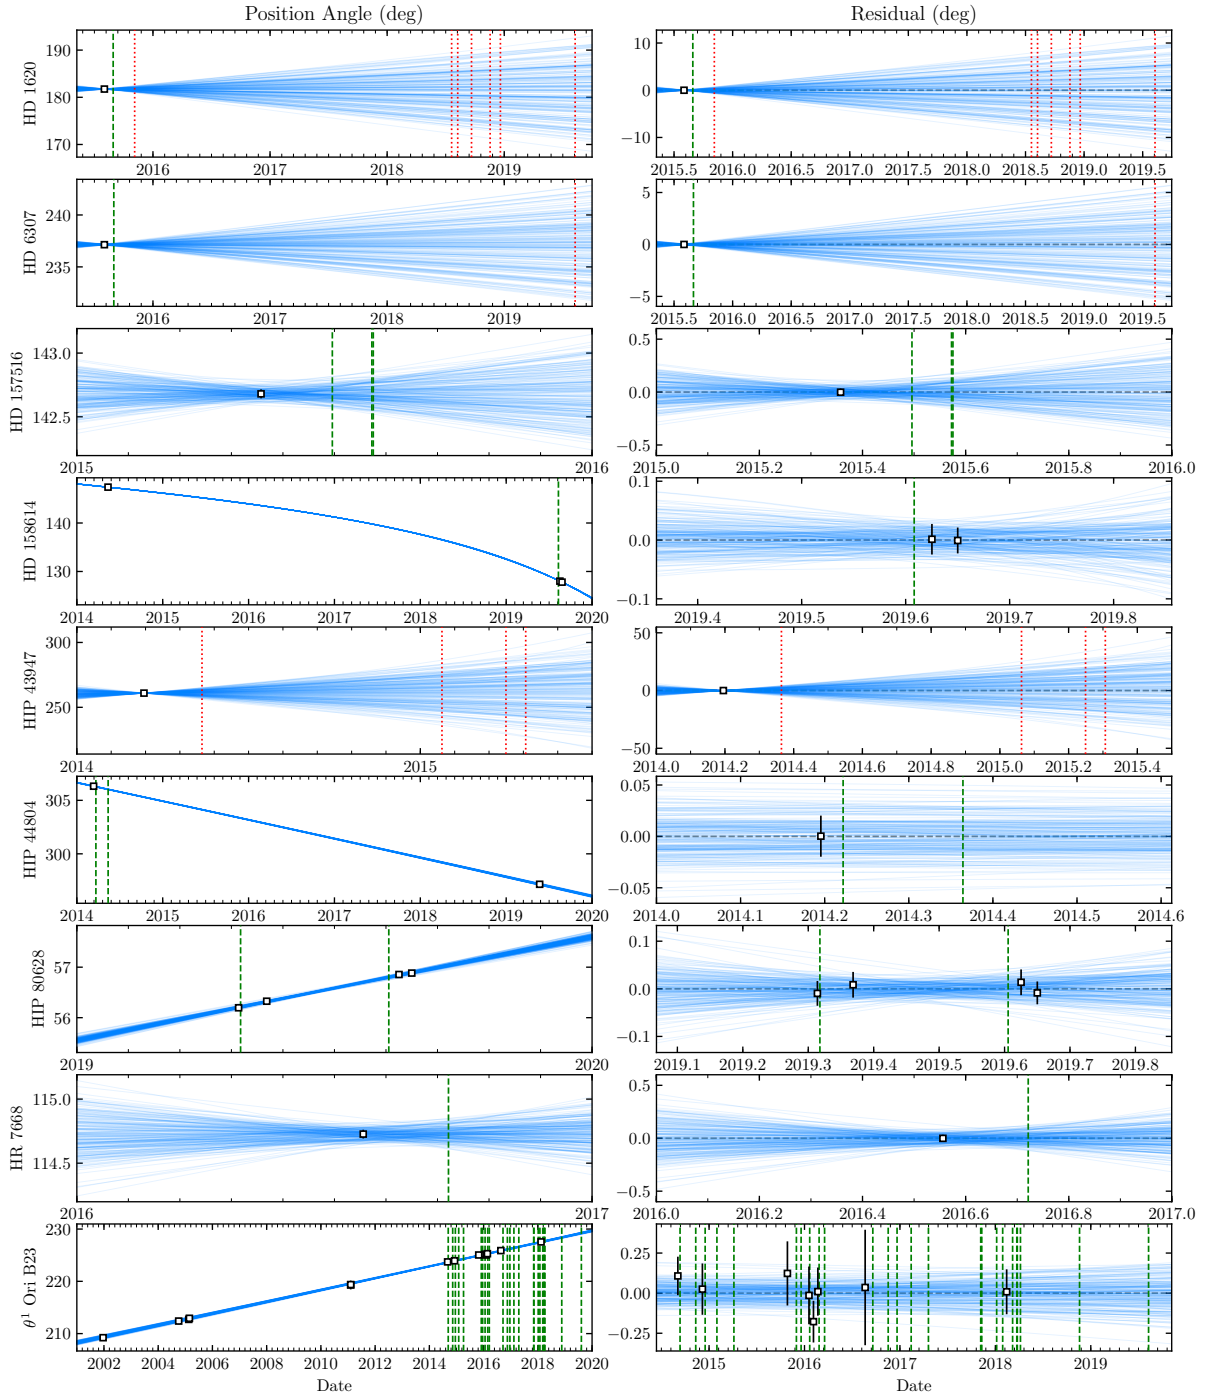 Position Angle (deg) Residual (deg)
HD 1620
190
180
170
10
0
−10
2016 2017 2018 2019
2015.5 2016.0 2016.5 2017.0 2017.5 2018.0 2018.5 2019.0 2019.5
HD 6307
240
235
5
0
−5
2016 2017 2018 2019
2015.5 2016.0 2016.5 2017.0 2017.5 2018.0 2018.5 2019.0 2019.5
HD 157516
143.0
142.5
0.5
0.0
−0.5
2015 2016
2015.0 2015.2 2015.4 2015.6 2015.8 2016.0
HD 158614
140
130
0.1
0.0
−0.1
2014 2015 2016 2017 2018 2019 2020
2019.4 2019.5 2019.6 2019.7 2019.8
HIP 43947
300
250
50
0
−50
2014 2015
2014.0 2014.2 2014.4 2014.6 2014.8 2015.0 2015.2 2015.4
HIP 44804
305
300
0.05
0.00
−0.05
2014 2015 2016 2017 2018 2019 2020
2014.0 2014.1 2014.2 2014.3 2014.4 2014.5 2014.6
HIP 80628
57
56
0.1
0.0
−0.1
2019 2020
2019.1 2019.2 2019.3 2019.4 2019.5 2019.6 2019.7 2019.8
HR 7668
115.0
114.5
0.5
0.0
−0.5
2016 2017
2016.0 2016.2 2016.4 2016.6 2016.8 2017.0
θ¹ Ori B23
230
220
210
0.25
0.00
−0.25
2002 2004 2006 2008 2010 2012 2014 2016 2018 2020
2015 2016 2017 2018 2019
Date Date